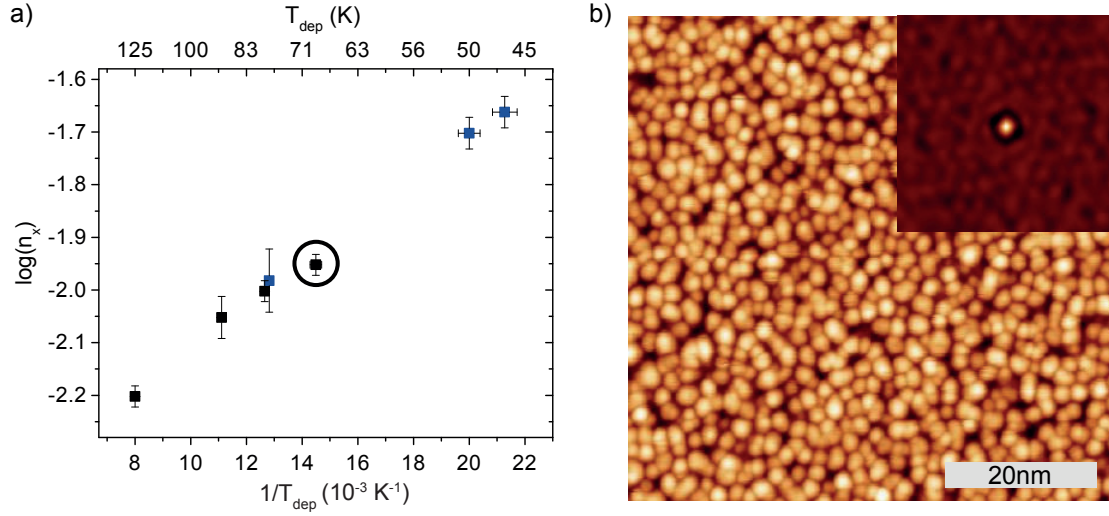 a)
T_dep (K)
125 100 83 71 63 56 50 45
-1.6
-1.7
-1.8
-1.9
-2.0
-2.1
-2.2
log(n_x)
8 10 12 14 16 18 20 22
1/T_dep (10^-3 K^-1)
b)
20nm